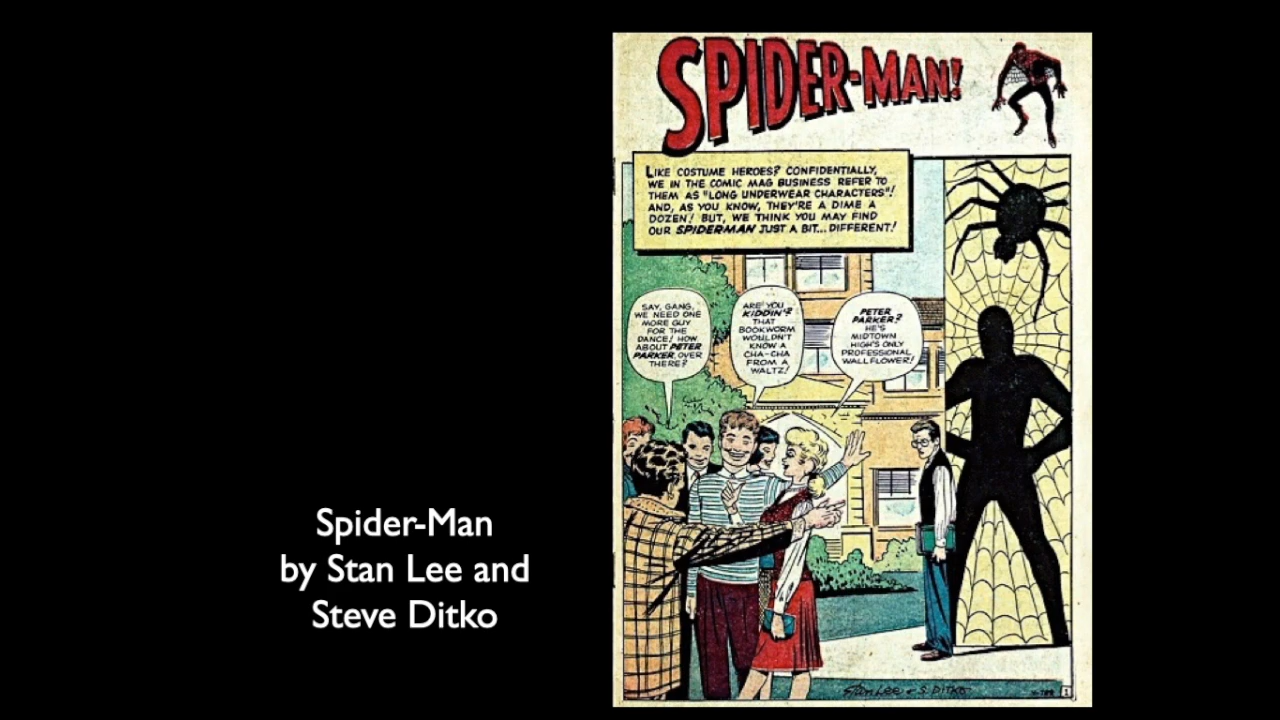 SPIDER-MAN!
LIKE COSTUME HEROES? CONFIDENTIALLY,
WE IN THE COMIC MAG BUSINESS REFER TO
THEM AS "LONG UNDERWEAR CHARACTERS"!
AND, AS YOU KNOW, THEY'RE A DIME A
DOZEN! BUT, WE THINK YOU MAY FIND
OUR SPIDERMAN JUST A BIT... DIFFERENT!
SAY, GANG,
WE NEED ONE
MORE GUY
FOR THE
DANCE! HOW
ABOUT PETER
PARKER OVER
THERE?
ARE YOU
KIDDIN'?
THAT
BOOKWORM
WOULDN'T
KNOW A
CHA-CHA
FROM A
WALTZ!
PETER
PARKER?
HE'S
MIDTOWN
HIGH'S ONLY
PROFESSIONAL
WALLFLOWER!
Spider-Man
by Stan Lee and
Steve Ditko
Stan Lee + S. DITKO
1